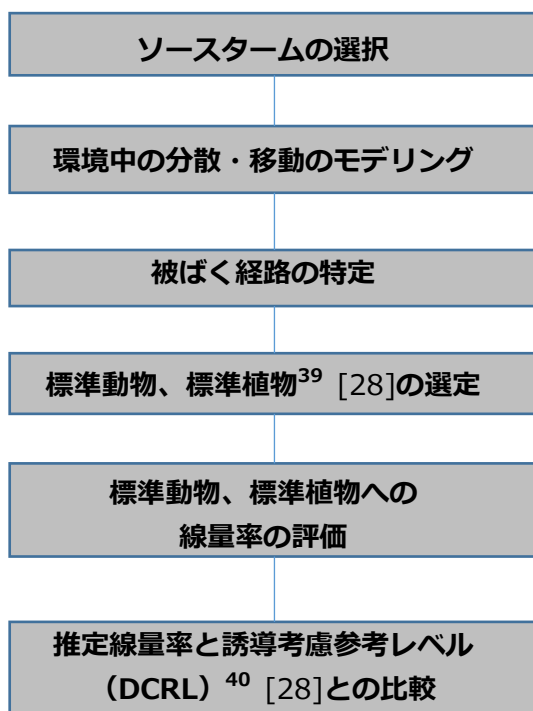 ソースタームの選択
環境中の分散・移動のモデリング
被ばく経路の特定
標準動物、標準植物39 [28]の選定
標準動物、標準植物への
線量率の評価
推定線量率と誘導考慮参考レベル
（DCRL）40 [28]との比較